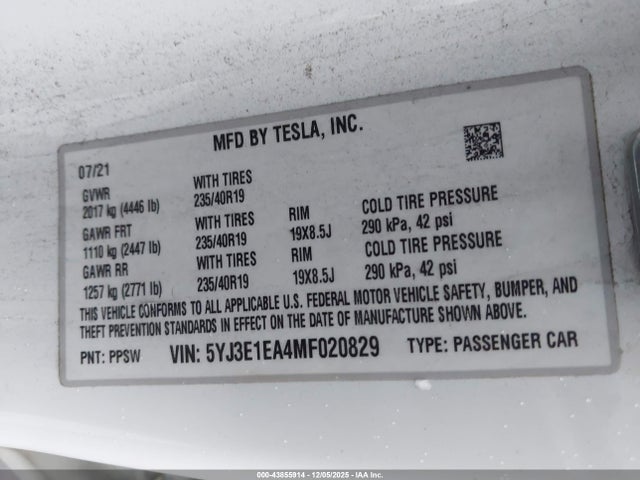 MFD BY TESLA, INC.
07/21
GVWR
2017 kg (4446 lb)
WITH TIRES
235/40R19
GAWR FRT
1110 kg (2447 lb)
WITH TIRES
235/40R19
RIM
19X8.5J
COLD TIRE PRESSURE
290 kPa, 42 psi
GAWR RR
1257 kg (2771 lb)
WITH TIRES
235/40R19
RIM
19X8.5J
COLD TIRE PRESSURE
290 kPa, 42 psi
THIS VEHICLE CONFORMS TO ALL APPLICABLE U.S. FEDERAL MOTOR VEHICLE SAFETY, BUMPER, AND
THEFT PREVENTION STANDARDS IN EFFECT ON THE DATE OF MANUFACTURE SHOWN ABOVE.
PNT: PPSW VIN: 5YJ3E1EA4MF020829 TYPE: PASSENGER CAR
000-43855914 - 12/05/2025 - IAA Inc.